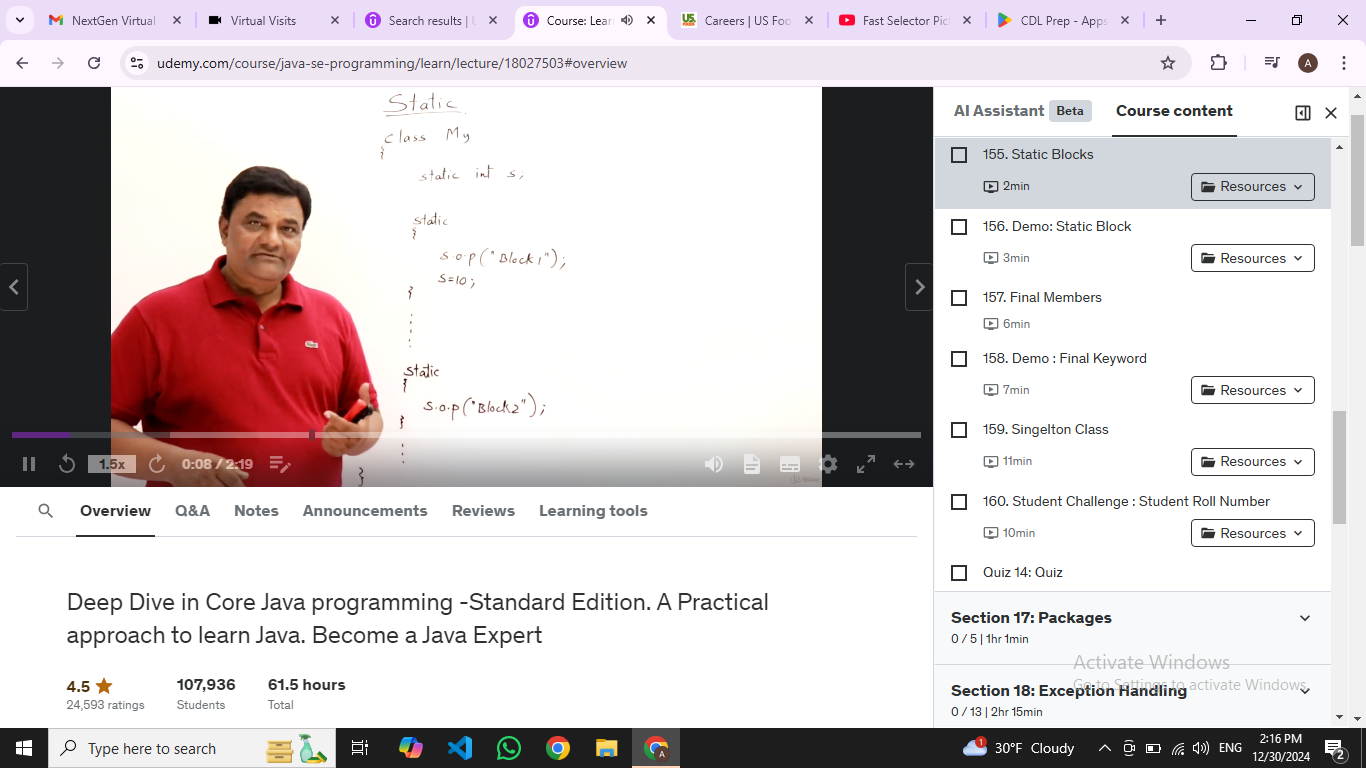 NextGen Virtual
Virtual Visits
Search results |
Course: Lear
US.
Careers | US Foo
Fast Selector Pic
CDL Prep - Apps
udemy.com/course/java-se-programming/learn/lecture/18027503#overview
A
Static
class My
{
static int s;
static
{
s.o.p("Block1");
s=10;
}
static
{
s.o.p("Block2");
}
}
1.5x
0:08 / 2:19
AI Assistant Beta Course content
155. Static Blocks
2min Resources
156. Demo: Static Block
3min Resources
157. Final Members
6min
158. Demo : Final Keyword
7min Resources
159. Singelton Class
11min Resources
160. Student Challenge : Student Roll Number
10min Resources
Quiz 14: Quiz
Section 17: Packages
0 / 5 | 1hr 1min
Section 18: Exception Handling
0 / 13 | 2hr 15min
Activate Windows
Go to Settings to activate Windows.
Overview Q&A Notes Announcements Reviews Learning tools
Deep Dive in Core Java programming -Standard Edition. A Practical
approach to learn Java. Become a Java Expert
4.5 107,936 61.5 hours
24,593 ratings Students Total
Type here to search
A
1
30°F Cloudy
ENG
2:16 PM
12/30/2024
2